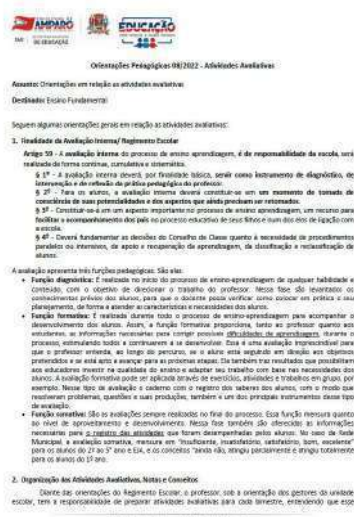 AMPARO
EDUCAÇÃO
Orientações Pedagógicas 08/2022 - Atividades Avaliativas
Assunto: Orientações em relação as atividades avaliativas
Destinado: Ensino Fundamental
Seguem algumas orientações gerais em relação as atividades avaliativas:
1. Finalidade da Avaliação Interna/ Regimento Escolar
Artigo 59 - A avaliação interna do processo de ensino aprendizagem, é de responsabilidade da escola, será
realizada de forma contínua, cumulativa e sistemática.
§ 1º - A avaliação interna deverá, por finalidade básica, servir como instrumento de diagnóstico, de
intervenção e de reflexão da prática pedagógica do professor.
§ 2º - Para os alunos, a avaliação interna deverá constituir-se em um momento de tomada de
consciência de suas potencialidades e dos aspectos que ainda precisam ser retomados.
§ 3º - Constituir-se-á em um aspecto importante no processo de ensino aprendizagem, um recurso para
facilitar o acompanhamento dos pais no processo educativo de seus filhos e num dos elos de ligação com
a escola.
§ 4º - Deverá fundamentar as decisões do Conselho de Classe quanto à necessidade de procedimentos
paralelos ou intensivos, de apoio e recuperação da aprendizagem, da classificação e reclassificação de
alunos.
A avaliação apresenta três funções pedagógicas. São elas:
• Função diagnóstica: É realizada no início do processo de ensino-aprendizagem de qualquer habilidade e
conteúdo, com o objetivo de direcionar o trabalho do professor. Nessa fase são levantados os
conhecimentos prévios dos alunos, para que o docente possa verificar como colocar em prática o seu
planejamento, de forma a atender as características e necessidades dos alunos.
• Função formativa: É realizada durante todo o processo de ensino-aprendizagem para acompanhar o
desenvolvimento dos alunos. Assim, a função formativa proporciona, tanto ao professor quanto aos
estudantes, as informações necessárias para corrigir possíveis dificuldades de aprendizagem, durante o
processo, estimulando todos a continuarem a se desenvolver. Essa é uma avaliação imprescindível para
que o professor entenda, ao longo do percurso, se o aluno está seguindo em direção aos objetivos
pretendidos e se está apto a avançar para as próximas etapas. Ela também traz resultados que possibilitam
aos educadores investir na qualidade do ensino e adaptar seu trabalho com base nas necessidades dos
alunos. A avaliação formativa pode ser aplicada através de exercícios, atividades e trabalhos em grupo, por
exemplo. Nesse tipo de avaliação o caderno com o registro dos saberes dos alunos, com o modo que
resolveram problemas, questões e suas produções, também é um dos principais instrumentos desse tipo
de avaliação.
• Função somativa: São as avaliações sempre realizadas no final do processo. Essa função mensura quanto
ao nível de aproveitamento e desenvolvimento. Nessa fase também são oferecidas as informações
necessárias para o registro das atividades que foram desempenhadas pelos alunos. No caso da Rede
Municipal, a avaliação somativa, mensura em "Insuficiente, insatisfatório, satisfatório, bom, excelente"
para os alunos do 2º ao 5º ano e EJA, e os conceitos "ainda não, atingiu parcialmente e atingiu totalmente
para os alunos do 1º ano.
2. Organização das Atividades Avaliativas, Notas e Conceitos
Diante das orientações do Regimento Escolar, o professor, sob a orientação dos gestores da unidade
escolar, tem a responsabilidade de preparar atividades avaliativas para cada bimestre, entendendo que esse